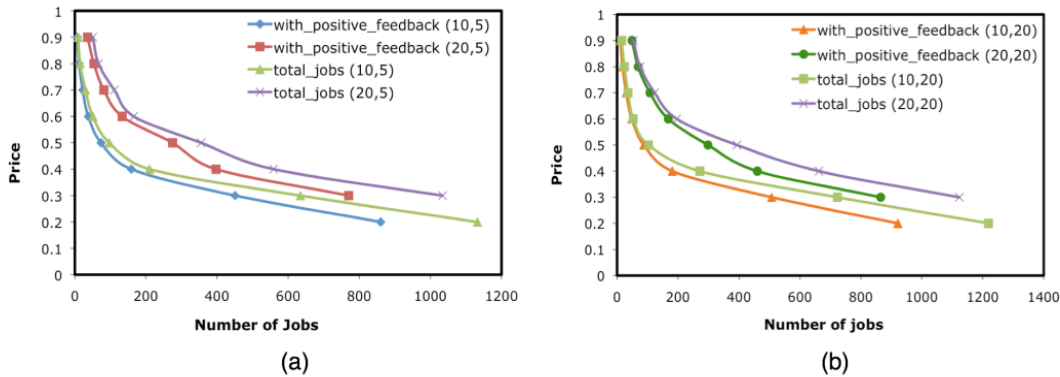 1
0.9
0.8
0.7
0.6
0.5
0.4
0.3
0.2
0.1
0
Price
with_positive_feedback (10,5)
with_positive_feedback (20,5)
total_jobs (10,5)
total_jobs (20,5)
0 200 400 600 800 1000 1200
Number of Jobs
(a)
1
0.9
0.8
0.7
0.6
0.5
0.4
0.3
0.2
0.1
0
Price
with_positive_feedback (10,20)
with_positive_feedback (20,20)
total_jobs (10,20)
total_jobs (20,20)
0 200 400 600 800 1000 1200 1400
Number of jobs
(b)